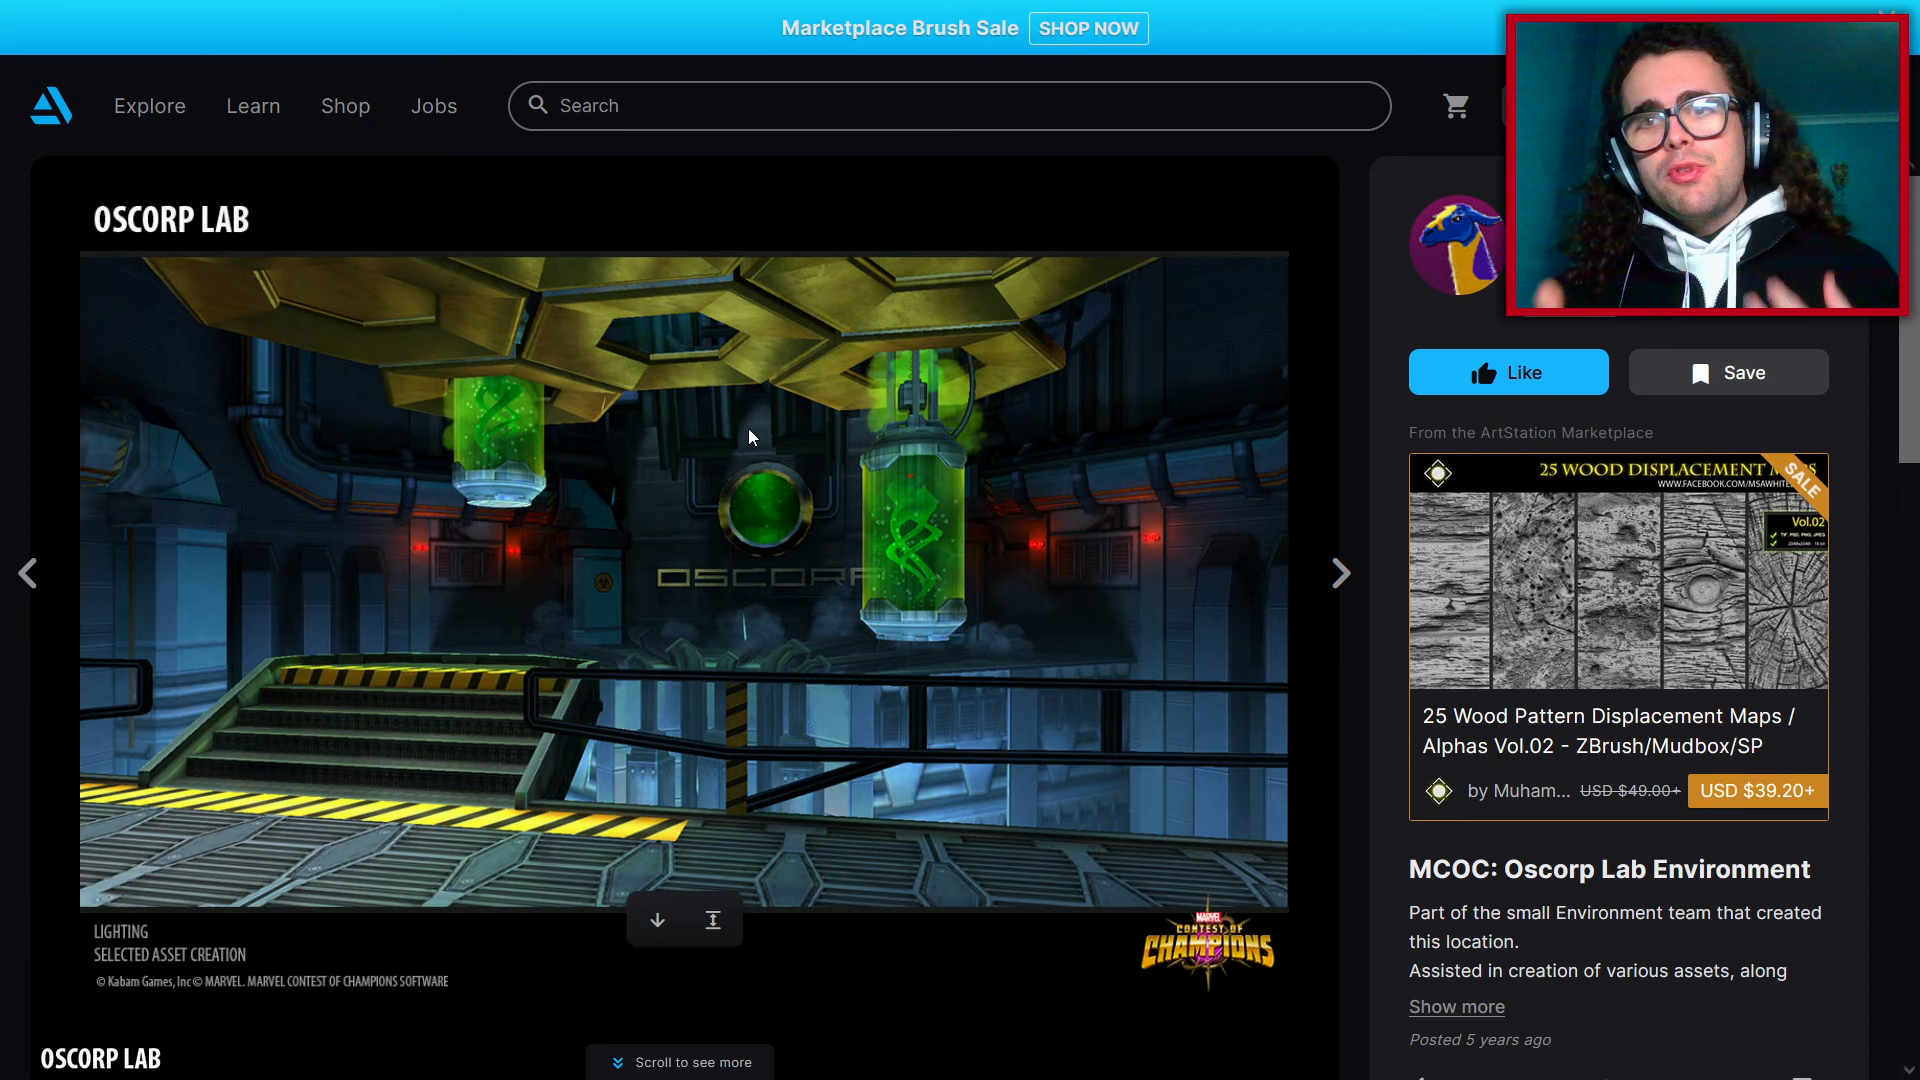 Marketplace Brush Sale SHOP NOW
Explore Learn Shop Jobs Search
OSCORP LAB
OSCORP
LIGHTING
SELECTED ASSET CREATION
© Kabam Games, Inc © MARVEL. MARVEL CONTEST OF CHAMPIONS SOFTWARE
MARVEL
CONTEST OF
CHAMPIONS
OSCORP LAB
Scroll to see more
Like Save
From the ArtStation Marketplace
25 WOOD DISPLACEMENT
SALE
Vol.02
25 Wood Pattern Displacement Maps /
Alphas Vol.02 - ZBrush/Mudbox/SP
by Muham... USD $49.00+ USD $39.20+
MCOC: Oscorp Lab Environment
Part of the small Environment team that created
this location.
Assisted in creation of various assets, along
Show more
Posted 5 years ago